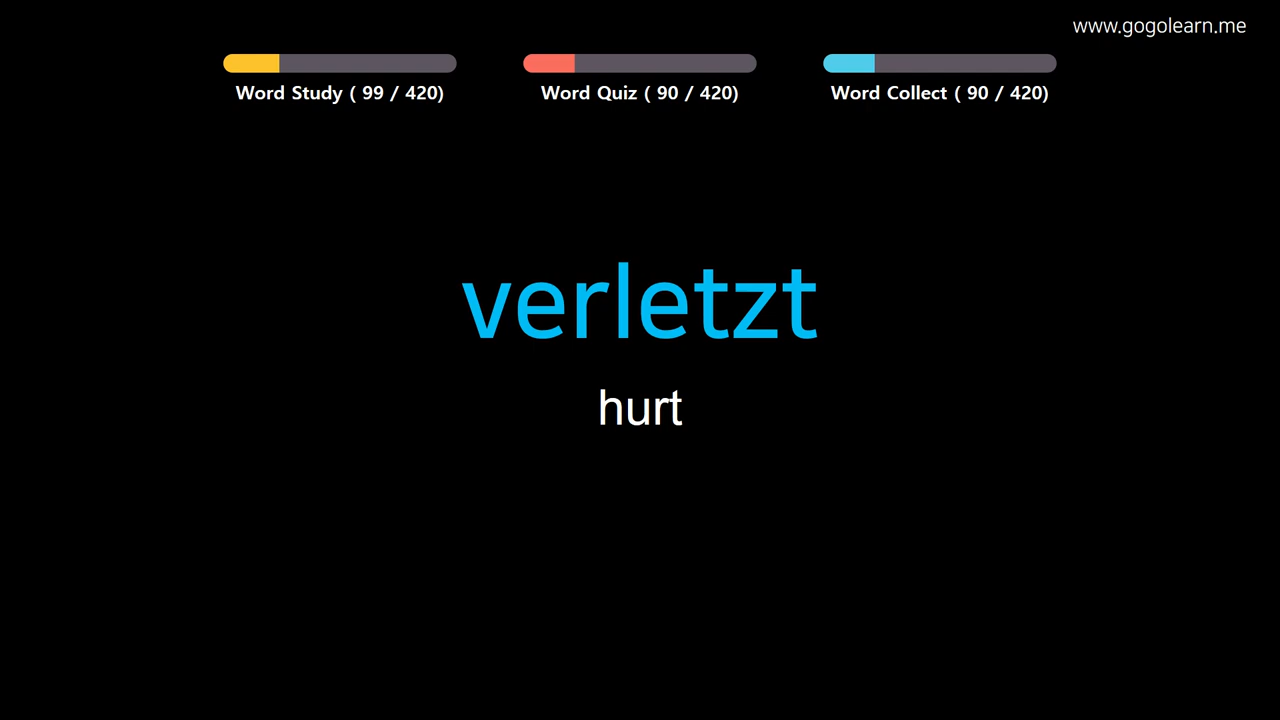 www.gogolearn.me
Word Study ( 99 / 420)
Word Quiz ( 90 / 420)
Word Collect ( 90 / 420)
verletzt
hurt